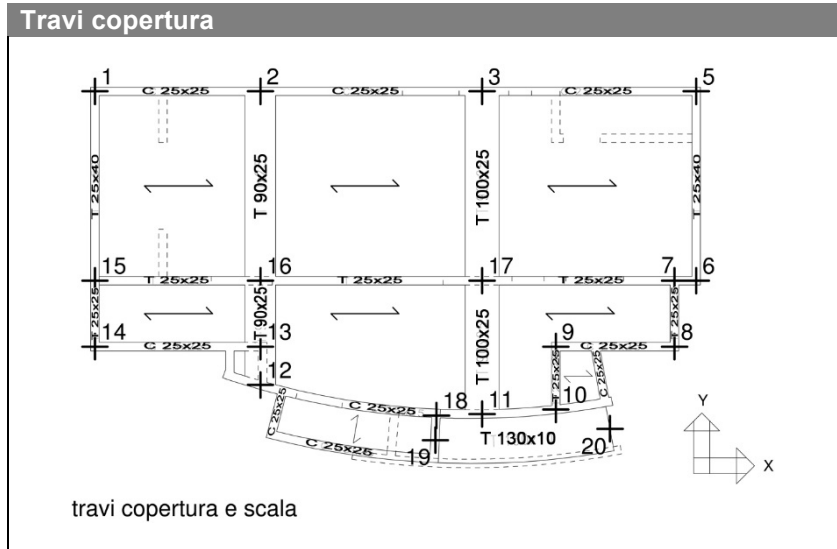 Travi copertura
1 2 3 5
C 25x25 C 25x25 C 25x25
T 25x40 T 90x25 T 100x25 T 25x40
15 16 17 7 6
T 25x25 T 25x25 T 25x25
T 25x25 T 90x25 T 100x25 T 25x25
14 13 9 8
C 25x25 C 25x25
12 18 11 10
C 25x25 T 25x25 C 25x25
C 25x25 C 25x25 19 T 130x10 20
Y
X
travi copertura e scala